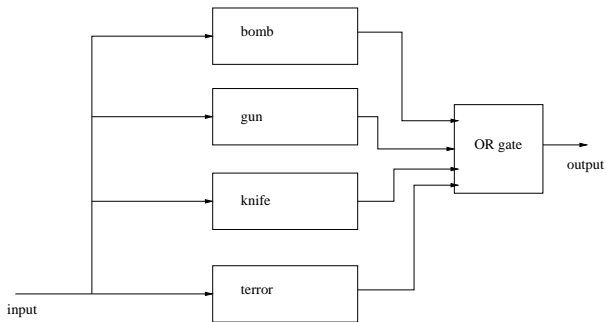 bomb
gun
OR gate
output
knife
terror
input